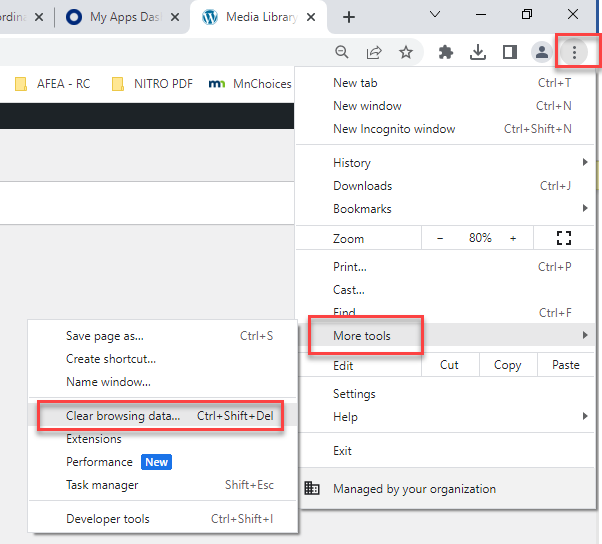 ordina
My Apps Das
Media Library
AFEA - RC
NITRO PDF
mn
MnChoices
New tab Ctrl+T
New window Ctrl+N
New Incognito window Ctrl+Shift+N
History
Downloads Ctrl+J
Bookmarks
Zoom − 80% +
Print... Ctrl+P
Cast...
Find... Ctrl+F
More tools
Edit Cut Copy Paste
Settings
Help
Exit
Managed by your organization
Save page as... Ctrl+S
Create shortcut...
Name window...
Clear browsing data... Ctrl+Shift+Del
Extensions
Performance New
Task manager Shift+Esc
Developer tools Ctrl+Shift+I